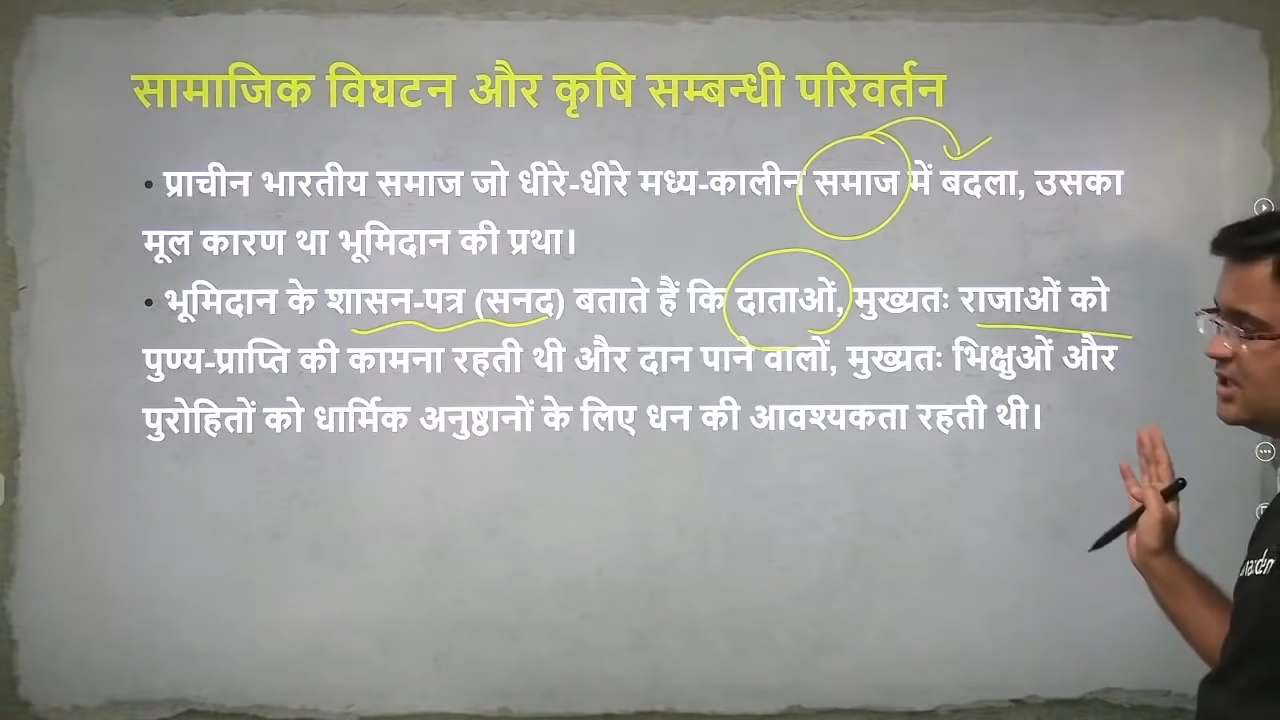 सामाजिक विघटन और कृषि सम्बन्धी परिवर्तन
• प्राचीन भारतीय समाज जो धीरे-धीरे मध्य-कालीन समाज में बदला, उसका
मूल कारण था भूमिदान की प्रथा।
• भूमिदान के शासन-पत्र (सनद) बताते हैं कि दाताओं, मुख्यतः राजाओं को
पुण्य-प्राप्ति की कामना रहती थी और दान पाने वालों, मुख्यतः भिक्षुओं और
पुरोहितों को धार्मिक अनुष्ठानों के लिए धन की आवश्यकता रहती थी।